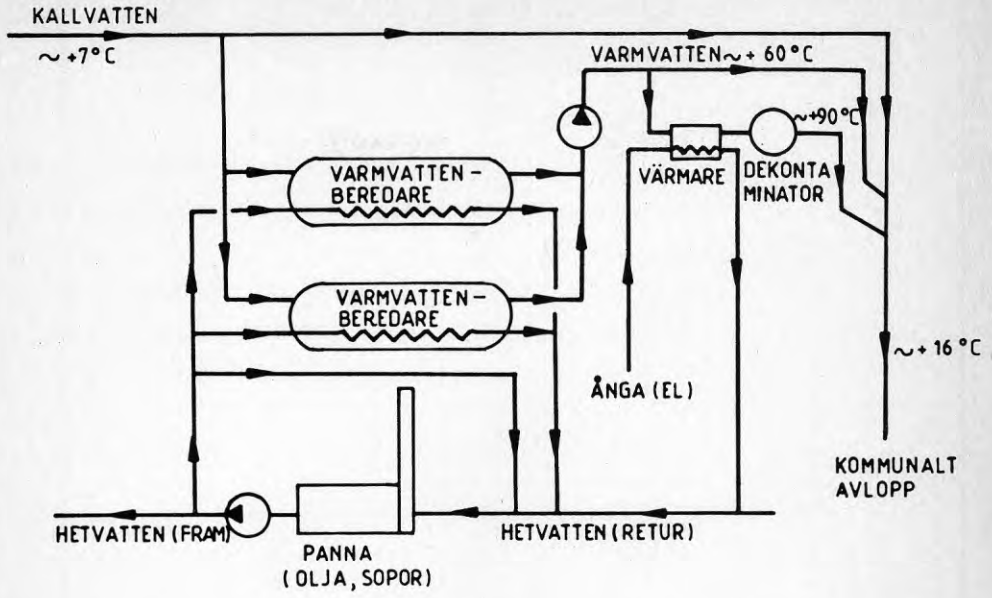 KALLVATTEN
~ +7°C
VARMVATTEN ~ + 60°C
~+90°C
VARMVATTEN -
BEREDARE
VÄRMARE
DEKONTA
MINATOR
VARMVATTEN -
BEREDARE
~ + 16°C
ÅNGA (EL)
KOMMUNALT
AVLOPP
HETVATTEN (FRAM)
HETVATTEN (RETUR)
PANNA
(OLJA, SOPOR)